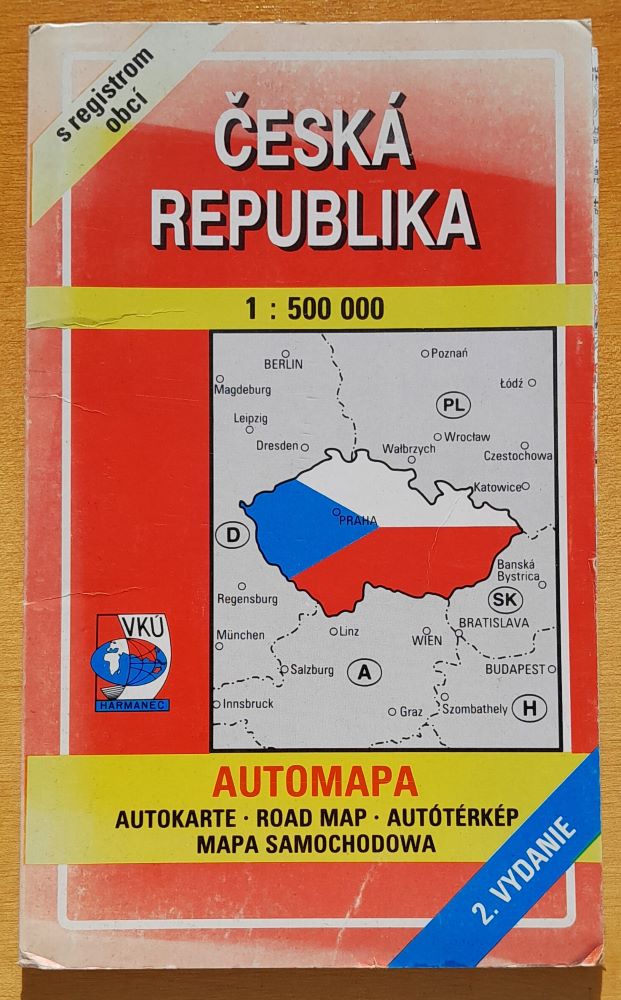 s registrom
obcí
ČESKÁ
REPUBLIKA
1 : 500 000
BERLIN
Poznań
Magdeburg
Łódź
PL
Leipzig
Dresden
Wrocław
Wałbrzych
Czestochowa
Katowice
PRAHA
D
Banská
Bystrica
Regensburg
SK
München
Linz
WIEN
BRATISLAVA
Salzburg
A
BUDAPEST
Innsbruck
Graz
Szombathely
H
VKÚ
HARMANEC
AUTOMAPA
AUTOKARTE · ROAD MAP · AUTÓTÉRKÉP
MAPA SAMOCHODOWA
2. VYDANIE